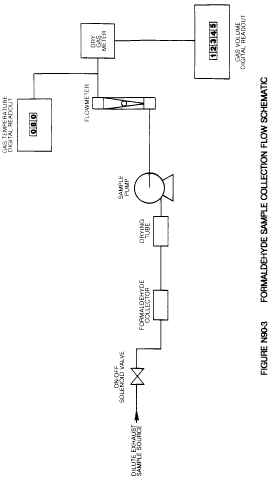 GAS TEMPERATURE
DIGITAL READOUT
0 8 0
DRY
GAS
METER
FLOWMETER
1 2 3 4 5
GAS VOLUME
DIGITAL READOUT
SAMPLE
PUMP
DRYING
TUBE
FORMALDEHYDE
COLLECTOR
ON/OFF
SOLENOID VALVE
DILUTE EXHAUST
SAMPLE SOURCE
FIGURE N90-3 FORMALDEHYDE SAMPLE COLLECTION FLOW SCHEMATIC